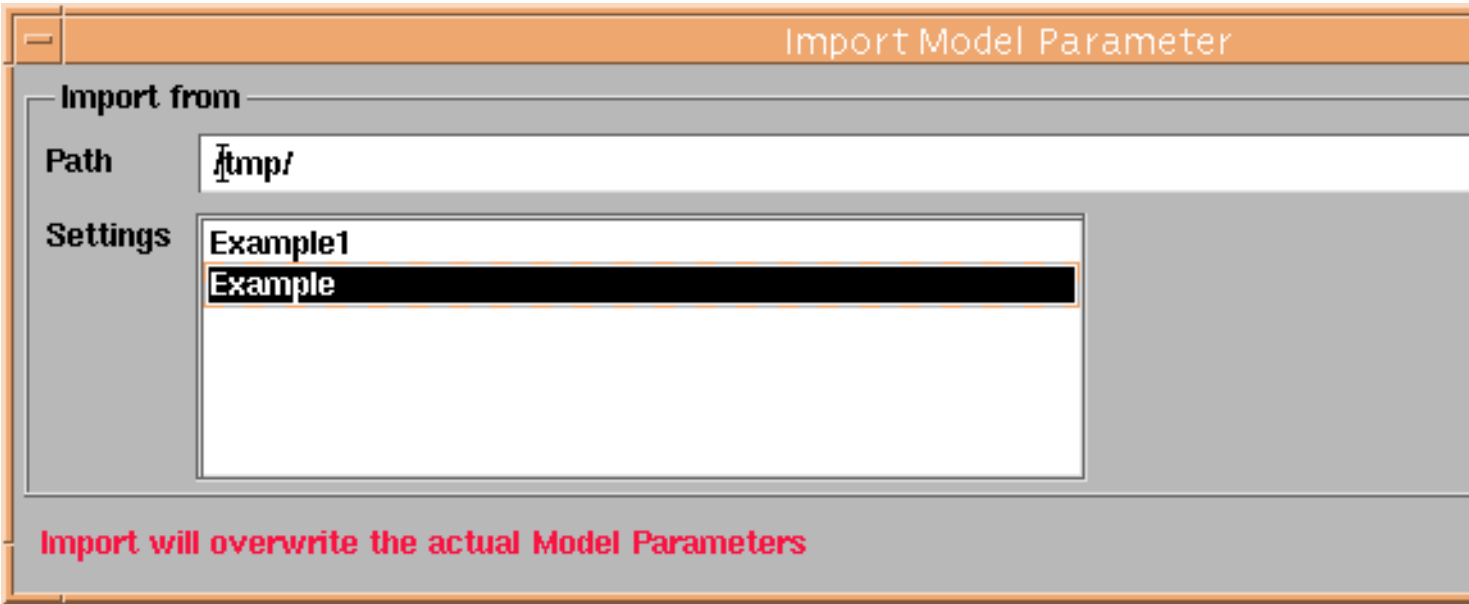 Import Model Parameter
Import from
Path /tmp/
Settings Example1
Example
Import will overwrite the actual Model Parameters